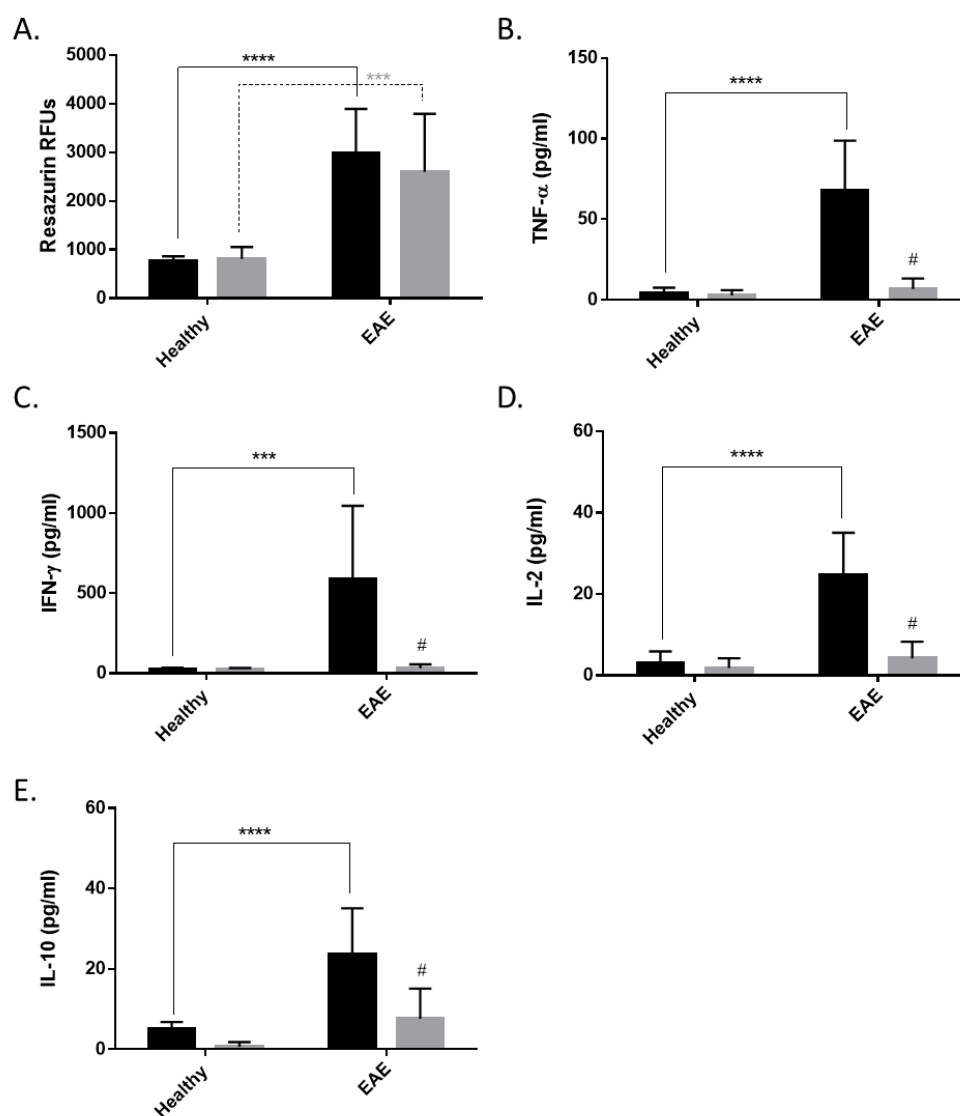 A.
Resazurin RFUs
5000
4000
3000
2000
1000
0
****
***
Healthy
EAE
B.
TNF-α (pg/ml)
150
100
50
0
****
#
Healthy
EAE
C.
IFN-γ (pg/ml)
1500
1000
500
0
***
#
Healthy
EAE
D.
IL-2 (pg/ml)
60
40
20
0
****
#
Healthy
EAE
E.
IL-10 (pg/ml)
60
40
20
0
****
#
Healthy
EAE